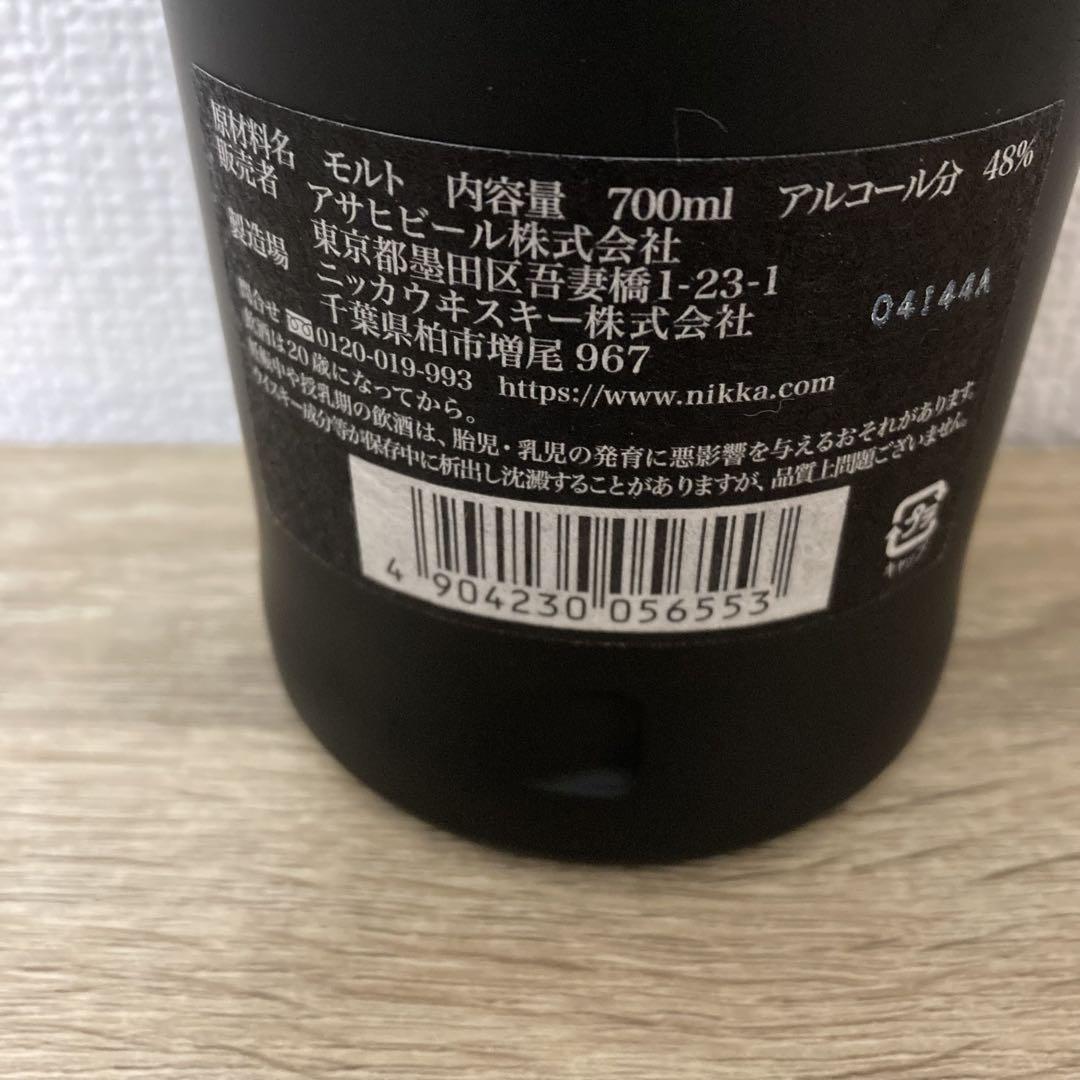 原材料名 モルト 内容量 700ml アルコール分 48%
販売者 アサヒビール株式会社
東京都墨田区吾妻橋1-23-1
製造場 ニッカウヰスキー株式会社
千葉県柏市増尾967
04144A
問合せ 0120-019-993 https://www.nikka.com
飲酒は20歳になってから。
妊娠中や授乳期の飲酒は、胎児・乳児の発育に悪影響を与えるおそれがあります。
ウイスキー成分等が保存中に析出し沈澱することがありますが、品質上問題ございません。
キャップ
4 904230 056553